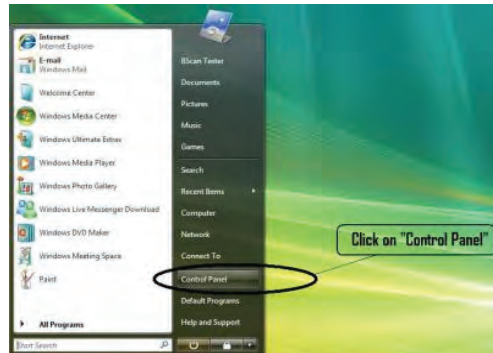 Internet
Internet Explorer
E-mail
Windows Mail
Welcome Center
Windows Media Center
Windows Ultimate Extras
Windows Media Player
Windows Photo Gallery
Windows Live Messenger Download
Windows DVD Maker
Windows Meeting Space
Paint
All Programs
Start Search
BScan Tester
Documents
Pictures
Music
Games
Search
Recent Items
Computer
Network
Connect To
Control Panel
Default Programs
Help and Support
Click on "Control Panel"